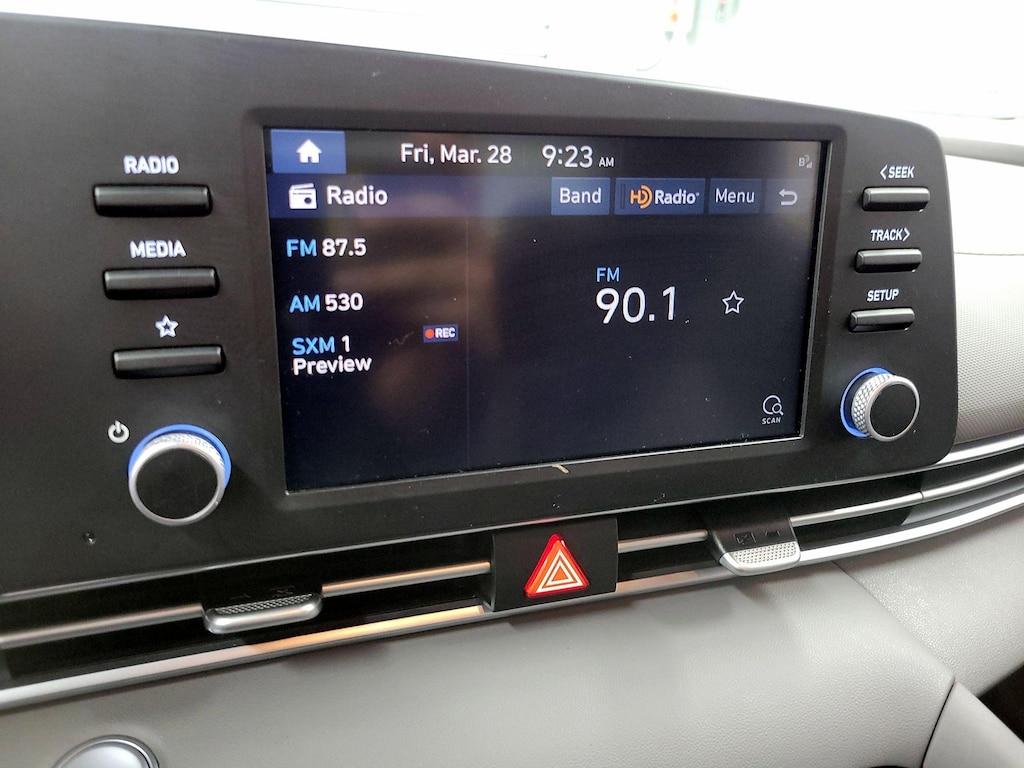 RADIO
MEDIA
Fri, Mar. 28 9:23 AM
Radio Band HD Radio Menu
FM 87.5
AM 530
REC
SXM 1
Preview
FM
90.1
SCAN
<SEEK
TRACK>
SETUP